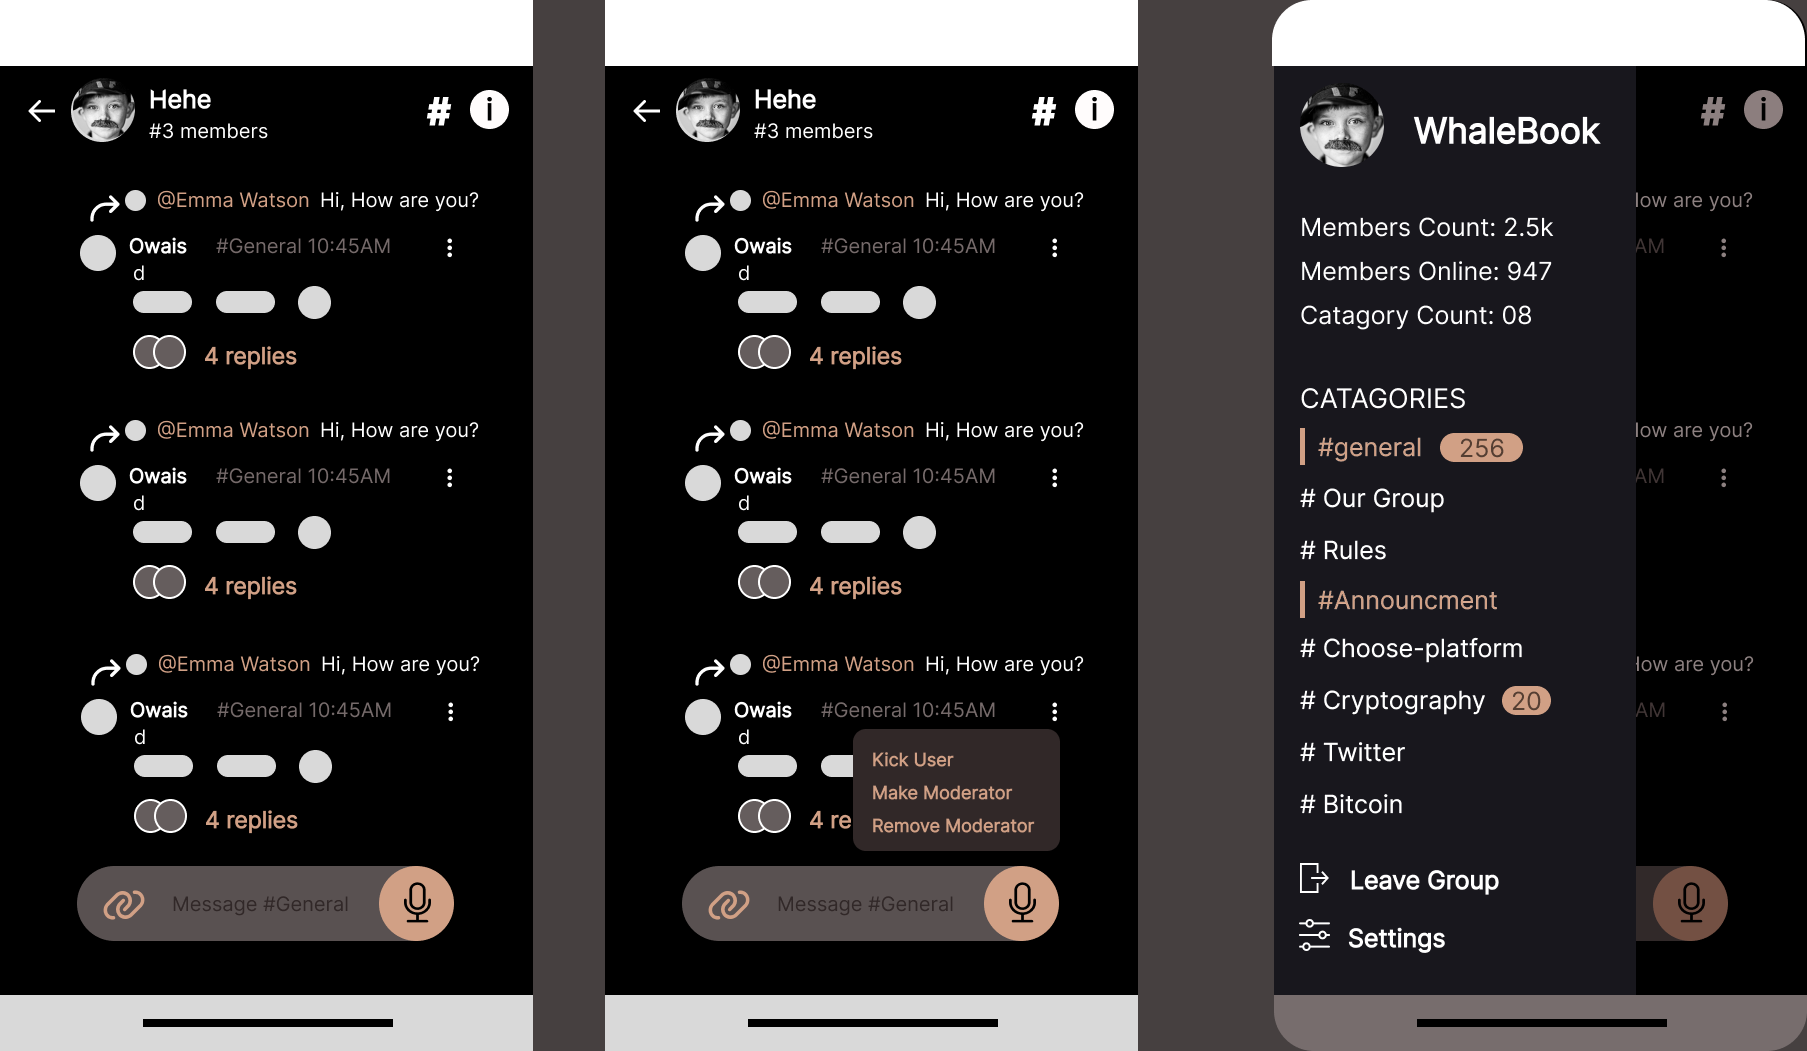 Hehe
#3 members
#
i
@Emma Watson Hi, How are you?
Owais #General 10:45AM
d
4 replies
@Emma Watson Hi, How are you?
Owais #General 10:45AM
d
4 replies
@Emma Watson Hi, How are you?
Owais #General 10:45AM
d
4 replies
Message #General
Hehe
#3 members
#
i
@Emma Watson Hi, How are you?
Owais #General 10:45AM
d
4 replies
@Emma Watson Hi, How are you?
Owais #General 10:45AM
d
4 replies
@Emma Watson Hi, How are you?
Owais #General 10:45AM
d
Kick User
Make Moderator
4 re
Remove Moderator
Message #General
WhaleBook
Members Count: 2.5k
Members Online: 947
Catagory Count: 08
CATAGORIES
#general 256
# Our Group
# Rules
#Announcment
# Choose-platform
# Cryptography 20
# Twitter
# Bitcoin
Leave Group
Settings
#
i
How are you?
AM
How are you?
AM
How are you?
AM